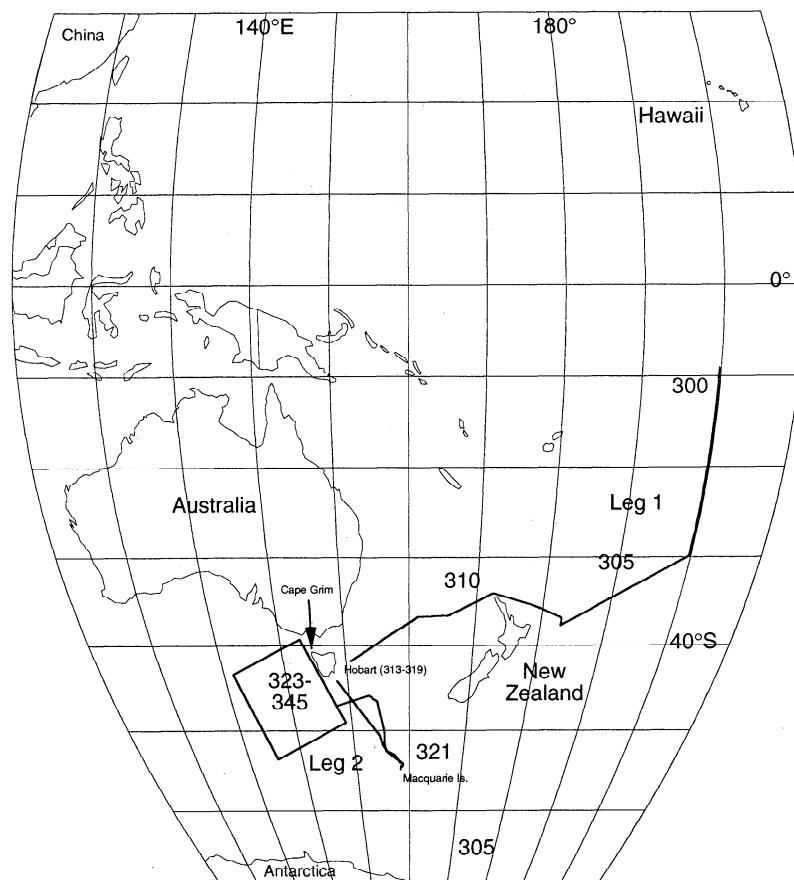 140°E
180°
China
Hawaii
0°
300
Australia
Leg 1
305
310
Cape Grim
40°S
Hobart (313-319)
323-
345
New
Zealand
321
Leg 2
Macquarie Is.
305
Antarctica